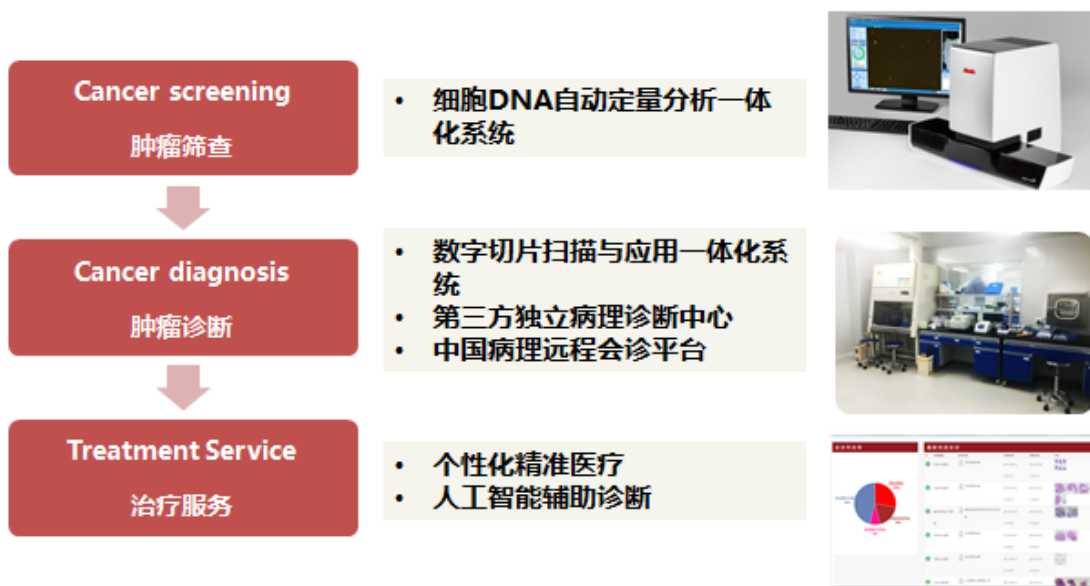 Cancer screening
肿瘤筛查
• 细胞DNA自动定量分析一体
化系统
Cancer diagnosis
肿瘤诊断
• 数字切片扫描与应用一体化系
统
• 第三方独立病理诊断中心
• 中国病理远程会诊平台
Treatment Service
治疗服务
• 个性化精准医疗
• 人工智能辅助诊断